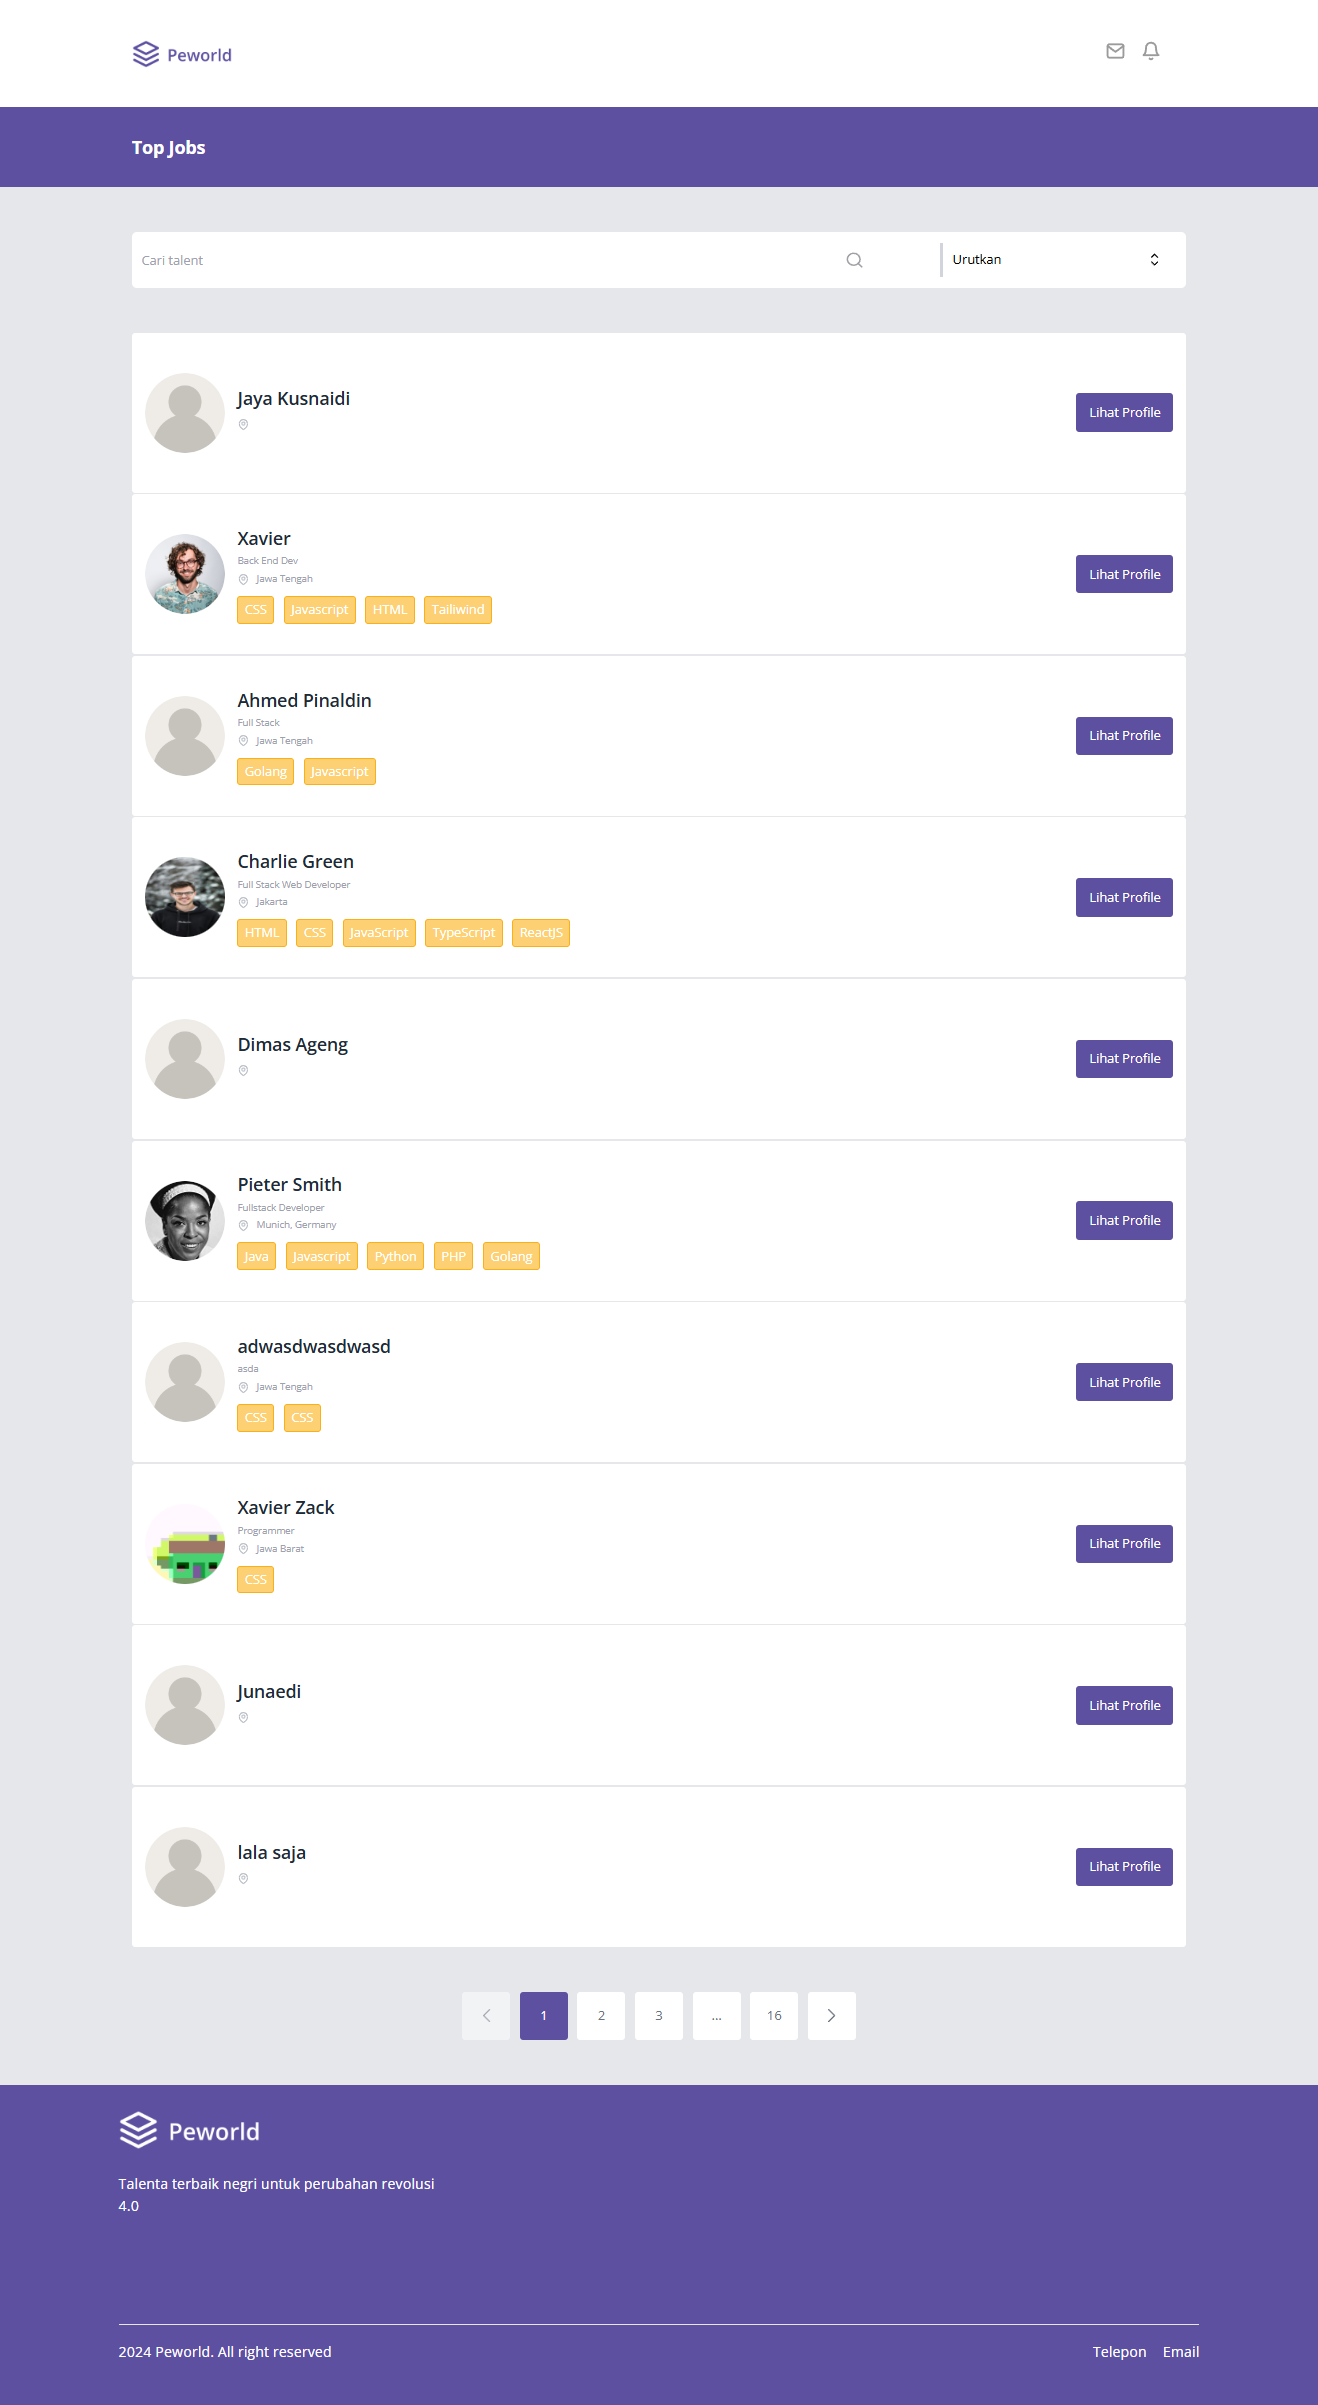 Peworld
Top Jobs
Cari talent
Urutkan
Jaya Kusnaidi
Lihat Profile
Xavier
Back End Dev
Jawa Tengah
CSS Javascript HTML Tailiwind
Lihat Profile
Ahmed Pinaldin
Full Stack
Jawa Tengah
Golang Javascript
Lihat Profile
Charlie Green
Full Stack Web Developer
Jakarta
HTML CSS JavaScript TypeScript ReactJS
Lihat Profile
Dimas Ageng
Lihat Profile
Pieter Smith
Fullstack Developer
Munich, Germany
Java Javascript Python PHP Golang
Lihat Profile
adwasdwasdwasd
asda
Jawa Tengah
CSS CSS
Lihat Profile
Xavier Zack
Programmer
Jawa Barat
CSS
Lihat Profile
Junaedi
Lihat Profile
lala saja
Lihat Profile
1 2 3 ... 16
Peworld
Talenta terbaik negri untuk perubahan revolusi
4.0
2024 Peworld. All right reserved
Telepon Email